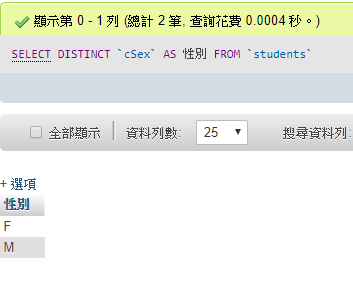 顯示第 0 - 1 列 (總計 2 筆, 查詢花費 0.0004 秒。)
SELECT DISTINCT `cSex` AS 性別 FROM `students`
全部顯示 資料列數: 25 搜尋資料列:
+ 選項
性別
F
M